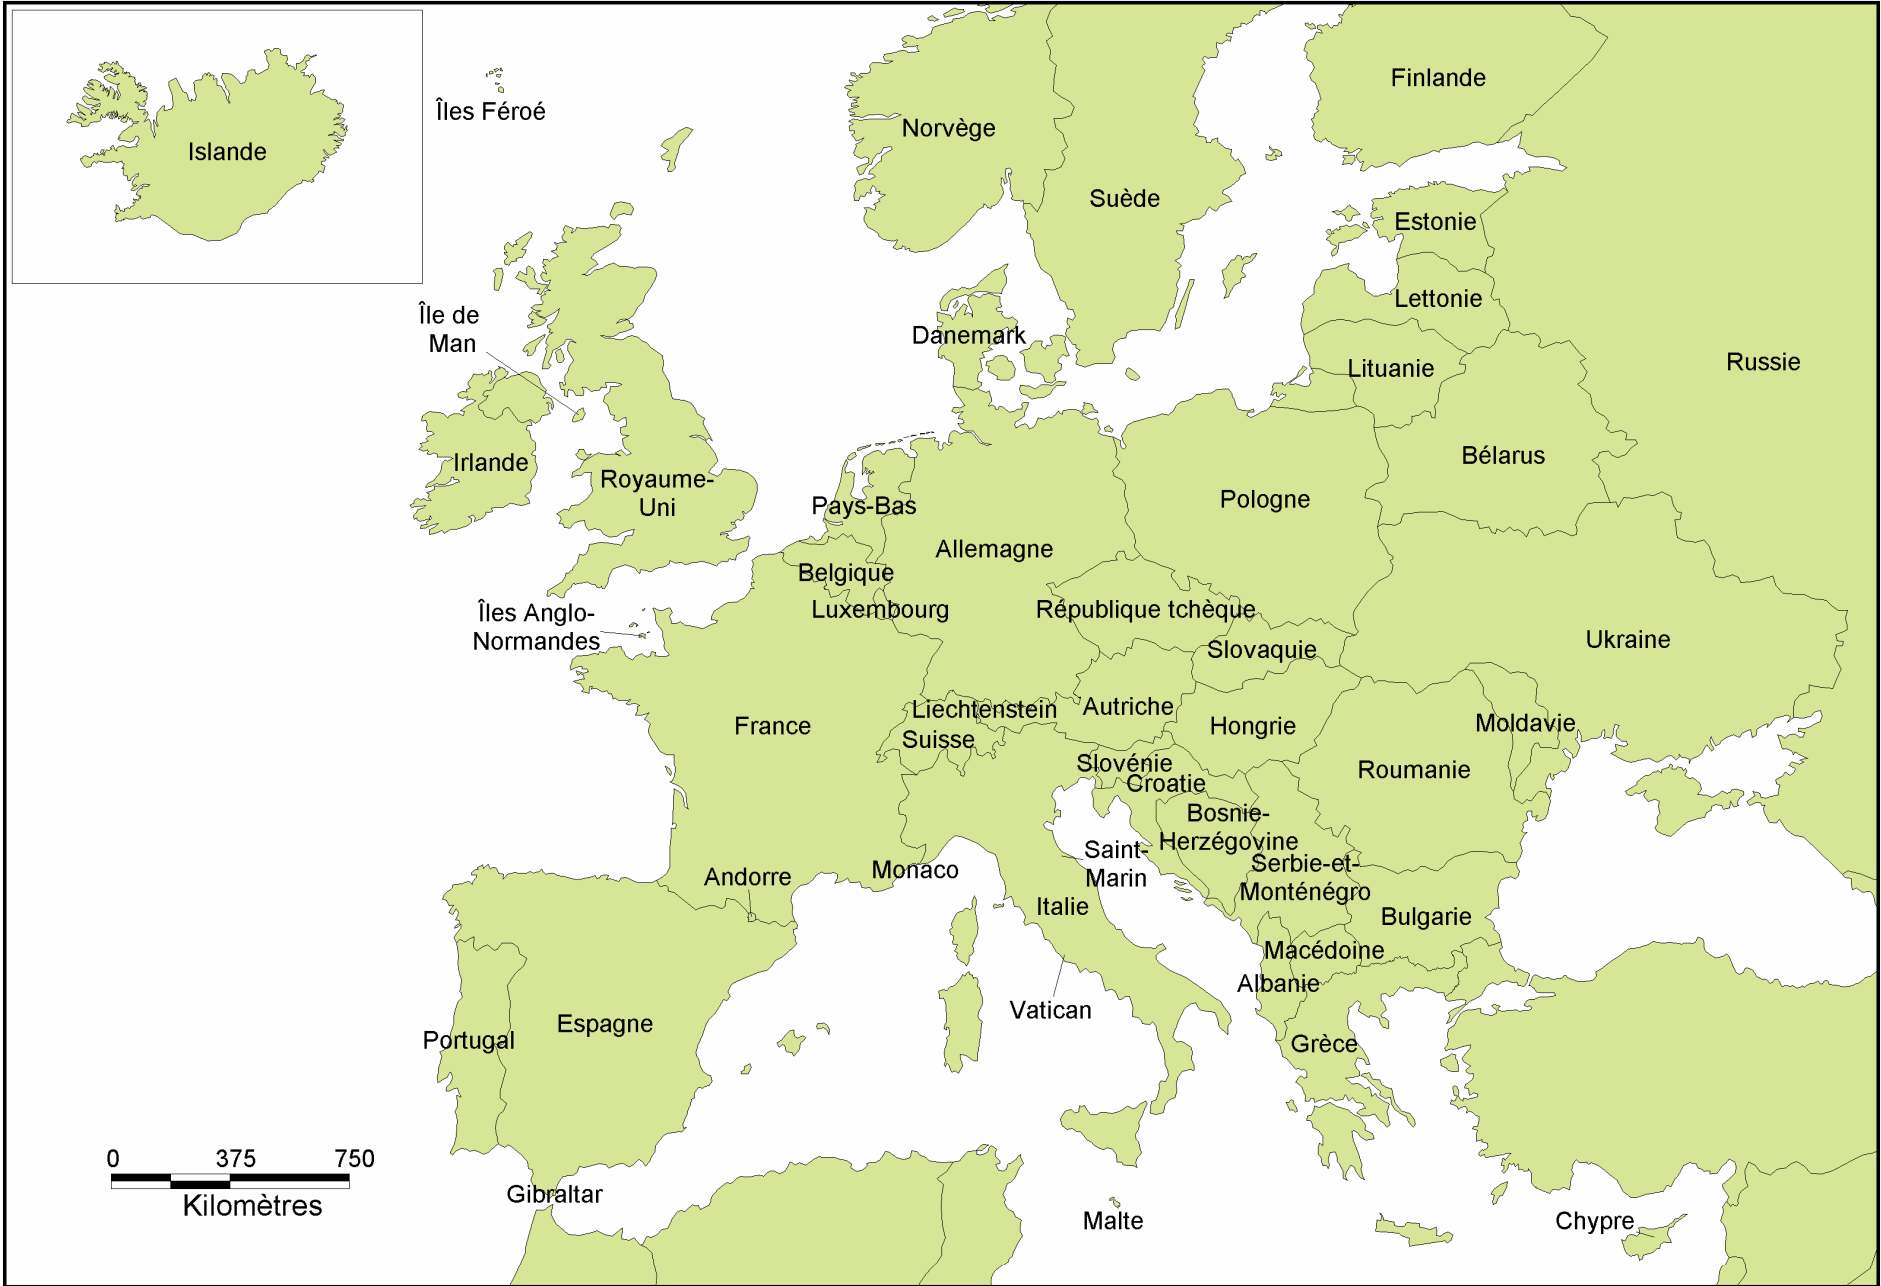 Finlande
Îles Féroé
Norvège
Islande
Suède
Estonie
Lettonie
Île de
Man
Danemark
Russie
Lituanie
Bélarus
Irlande
Royaume-
Uni
Pologne
Pays-Bas
Allemagne
Belgique
Luxembourg
République tchèque
Îles Anglo-
Normandes
Ukraine
Slovaquie
Liechtenstein
Autriche
Moldavie
France
Hongrie
Suisse
Slovénie
Roumanie
Croatie
Bosnie-
Herzégovine
Saint-
Marin
Serbie-et-
Monténégro
Monaco
Andorre
Italie
Bulgarie
Macédoine
Albanie
Vatican
Espagne
Portugal
Grèce
0 375 750
Kilomètres
Gibraltar
Malte
Chypre